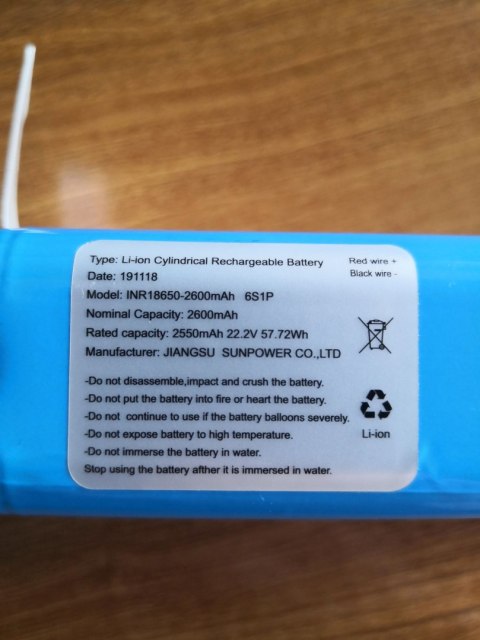 Type: Li-ion Cylindrical Rechargeable Battery
Red wire +
Date: 191118
Black wire -
Model: INR18650-2600mAh 6S1P
Nominal Capacity: 2600mAh
Rated capacity: 2550mAh 22.2V 57.72Wh
Manufacturer: JIANGSU SUNPOWER CO.,LTD
-Do not disassemble,impact and crush the battery.
-Do not put the battery into fire or heart the battery.
-Do not continue to use if the battery balloons severely.
-Do not expose battery to high temperature.
-Do not immerse the battery in water.
Stop using the battery afther it is immersed in water.
Li-ion